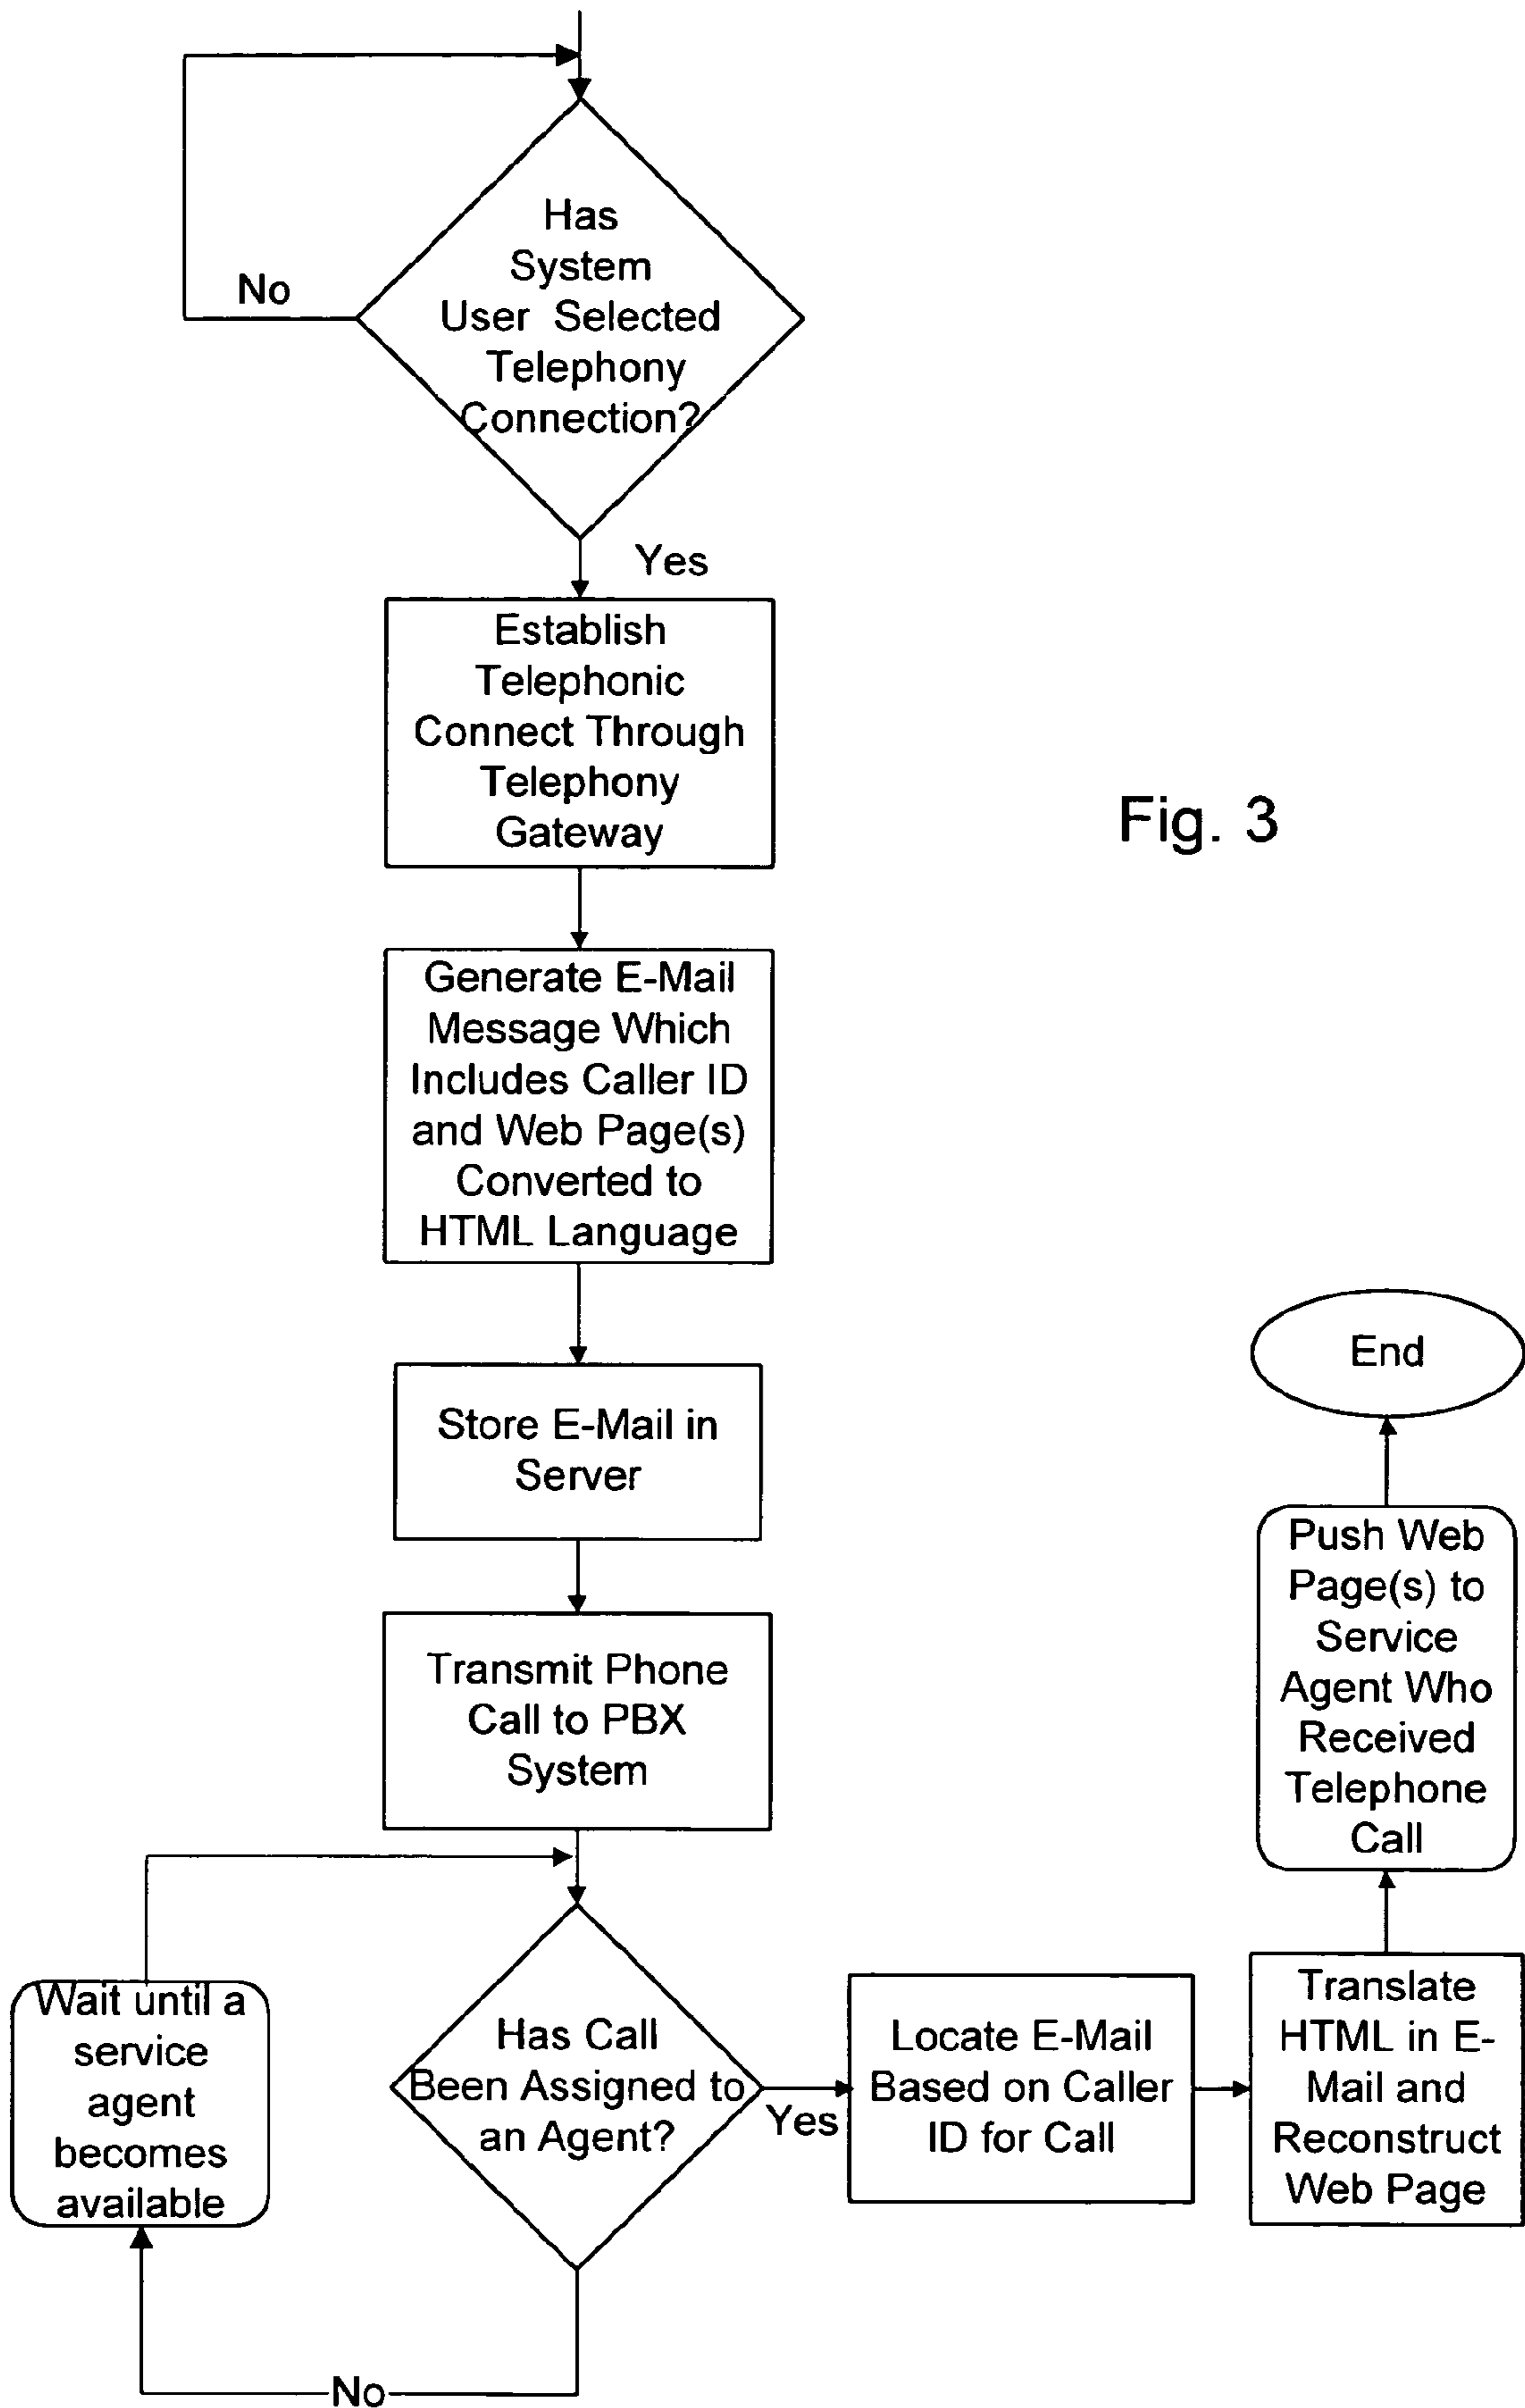 Has
System
User Selected
Telephony
Connection?
No
Yes
Establish
Telephonic
Connect Through
Telephony
Gateway
Fig. 3
Generate E-Mail
Message Which
Includes Caller ID
and Web Page(s)
Converted to
HTML Language
Store E-Mail in
Server
Transmit Phone
Call to PBX
System
Has Call
Been Assigned to
an Agent?
No
Wait until a
service
agent
becomes
available
Yes
Locate E-Mail
Based on Caller
ID for Call
Translate
HTML in E-
Mail and
Reconstruct
Web Page
Push Web
Page(s) to
Service
Agent Who
Received
Telephone
Call
End